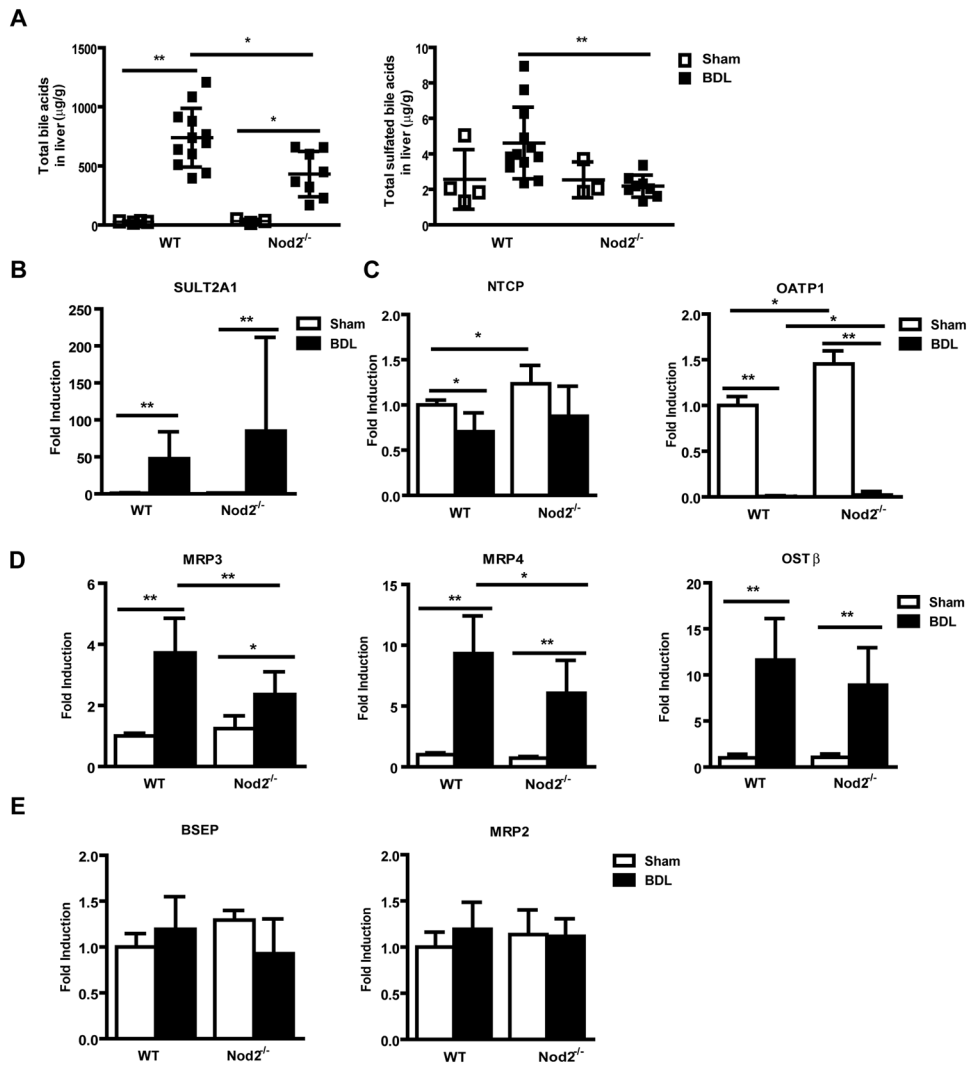 A
Total bile acids
in liver (μg/g)
1500
1000
500
0
**
*
*
WT
Nod2-/-
Total sulfated bile acids
in liver (μg/g)
10
8
6
4
2
0
**
WT
Nod2-/-
Sham
BDL
B
SULT2A1
Fold Induction
250
200
150
100
50
0
**
**
WT
Nod2-/-
Sham
BDL
C
NTCP
Fold Induction
2.0
1.5
1.0
0.5
0.0
*
*
WT
Nod2-/-
OATP1
Fold Induction
2.0
1.5
1.0
0.5
0.0
*
*
**
**
WT
Nod2-/-
Sham
BDL
D
MRP3
Fold Induction
6
4
2
0
**
**
*
WT
Nod2-/-
MRP4
Fold Induction
15
10
5
0
*
**
**
WT
Nod2-/-
OST β
Fold Induction
20
15
10
5
0
**
**
WT
Nod2-/-
Sham
BDL
E
BSEP
Fold Induction
2.0
1.5
1.0
0.5
0.0
WT
Nod2-/-
MRP2
Fold Induction
2.0
1.5
1.0
0.5
0.0
WT
Nod2-/-
Sham
BDL